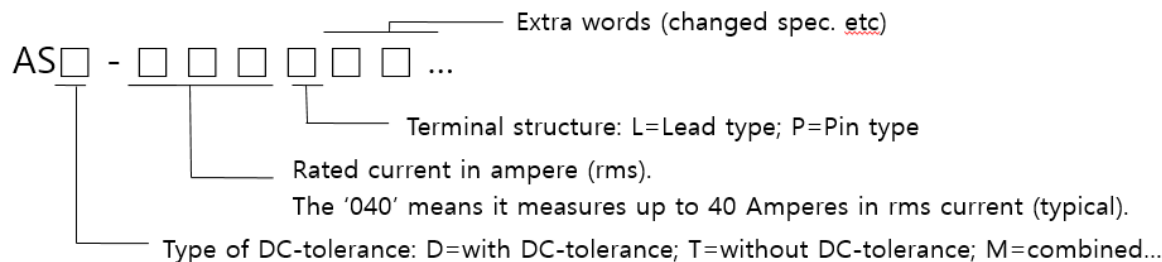 Extra words (changed spec. etc)
AS□ - □ □ □ □ □ □ ...
Terminal structure: L=Lead type; P=Pin type
Rated current in ampere (rms).
The ‘040’ means it measures up to 40 Amperes in rms current (typical).
Type of DC-tolerance: D=with DC-tolerance; T=without DC-tolerance; M=combined...